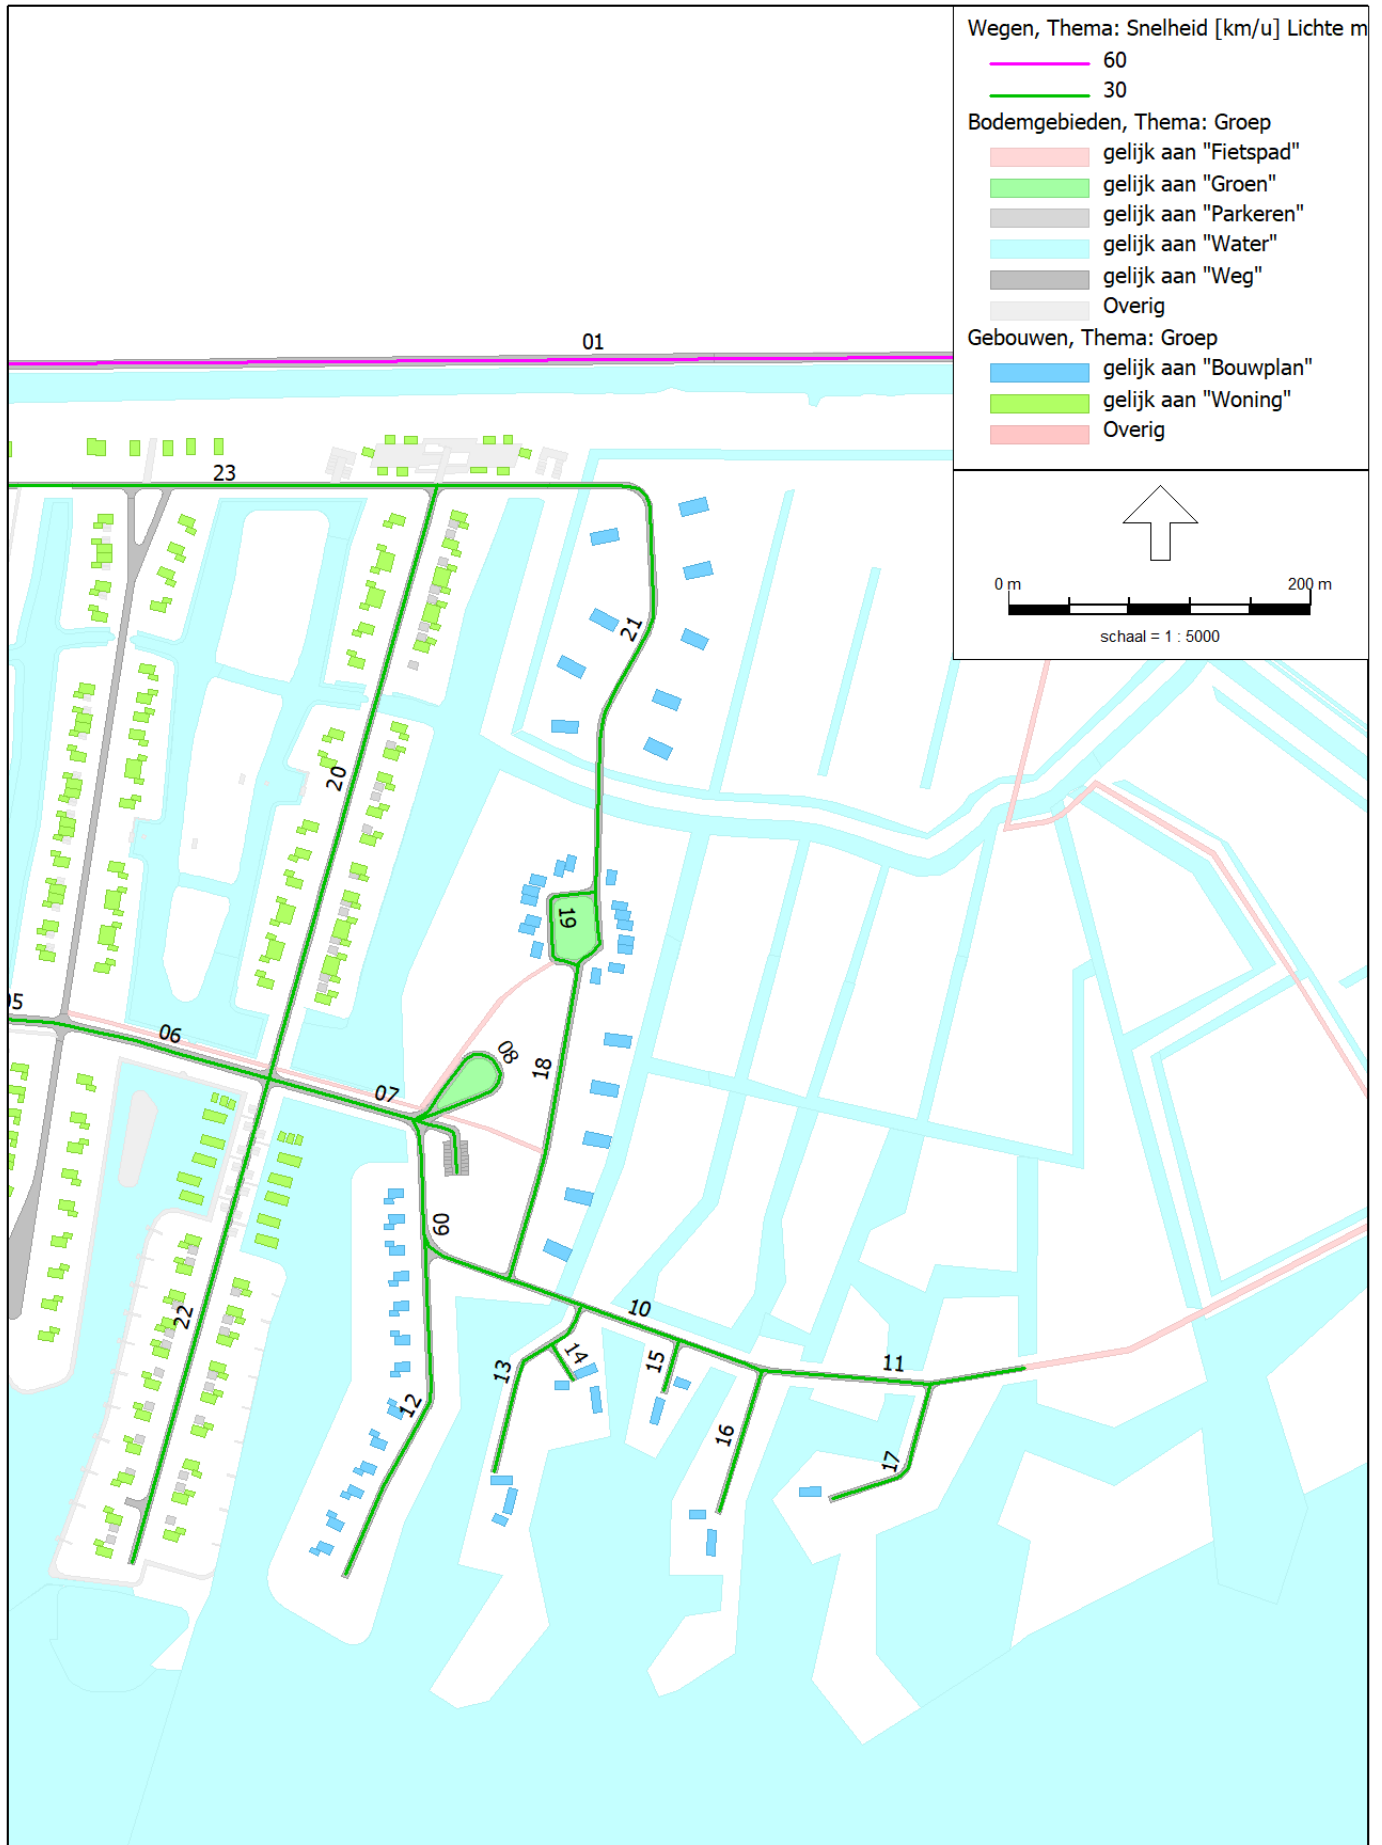 Wegen, Thema: Snelheid [km/u] Lichte m
60
30
Bodemgebieden, Thema: Groep
gelijk aan "Fietspad"
gelijk aan "Groen"
gelijk aan "Parkeren"
gelijk aan "Water"
gelijk aan "Weg"
Overig
Gebouwen, Thema: Groep
gelijk aan "Bouwplan"
gelijk aan "Woning"
Overig
0 m 200 m
schaal = 1 : 5000
01
23
21
20
19
05
06
08
07
18
09
10
22
11
14
15
13
12
16
17